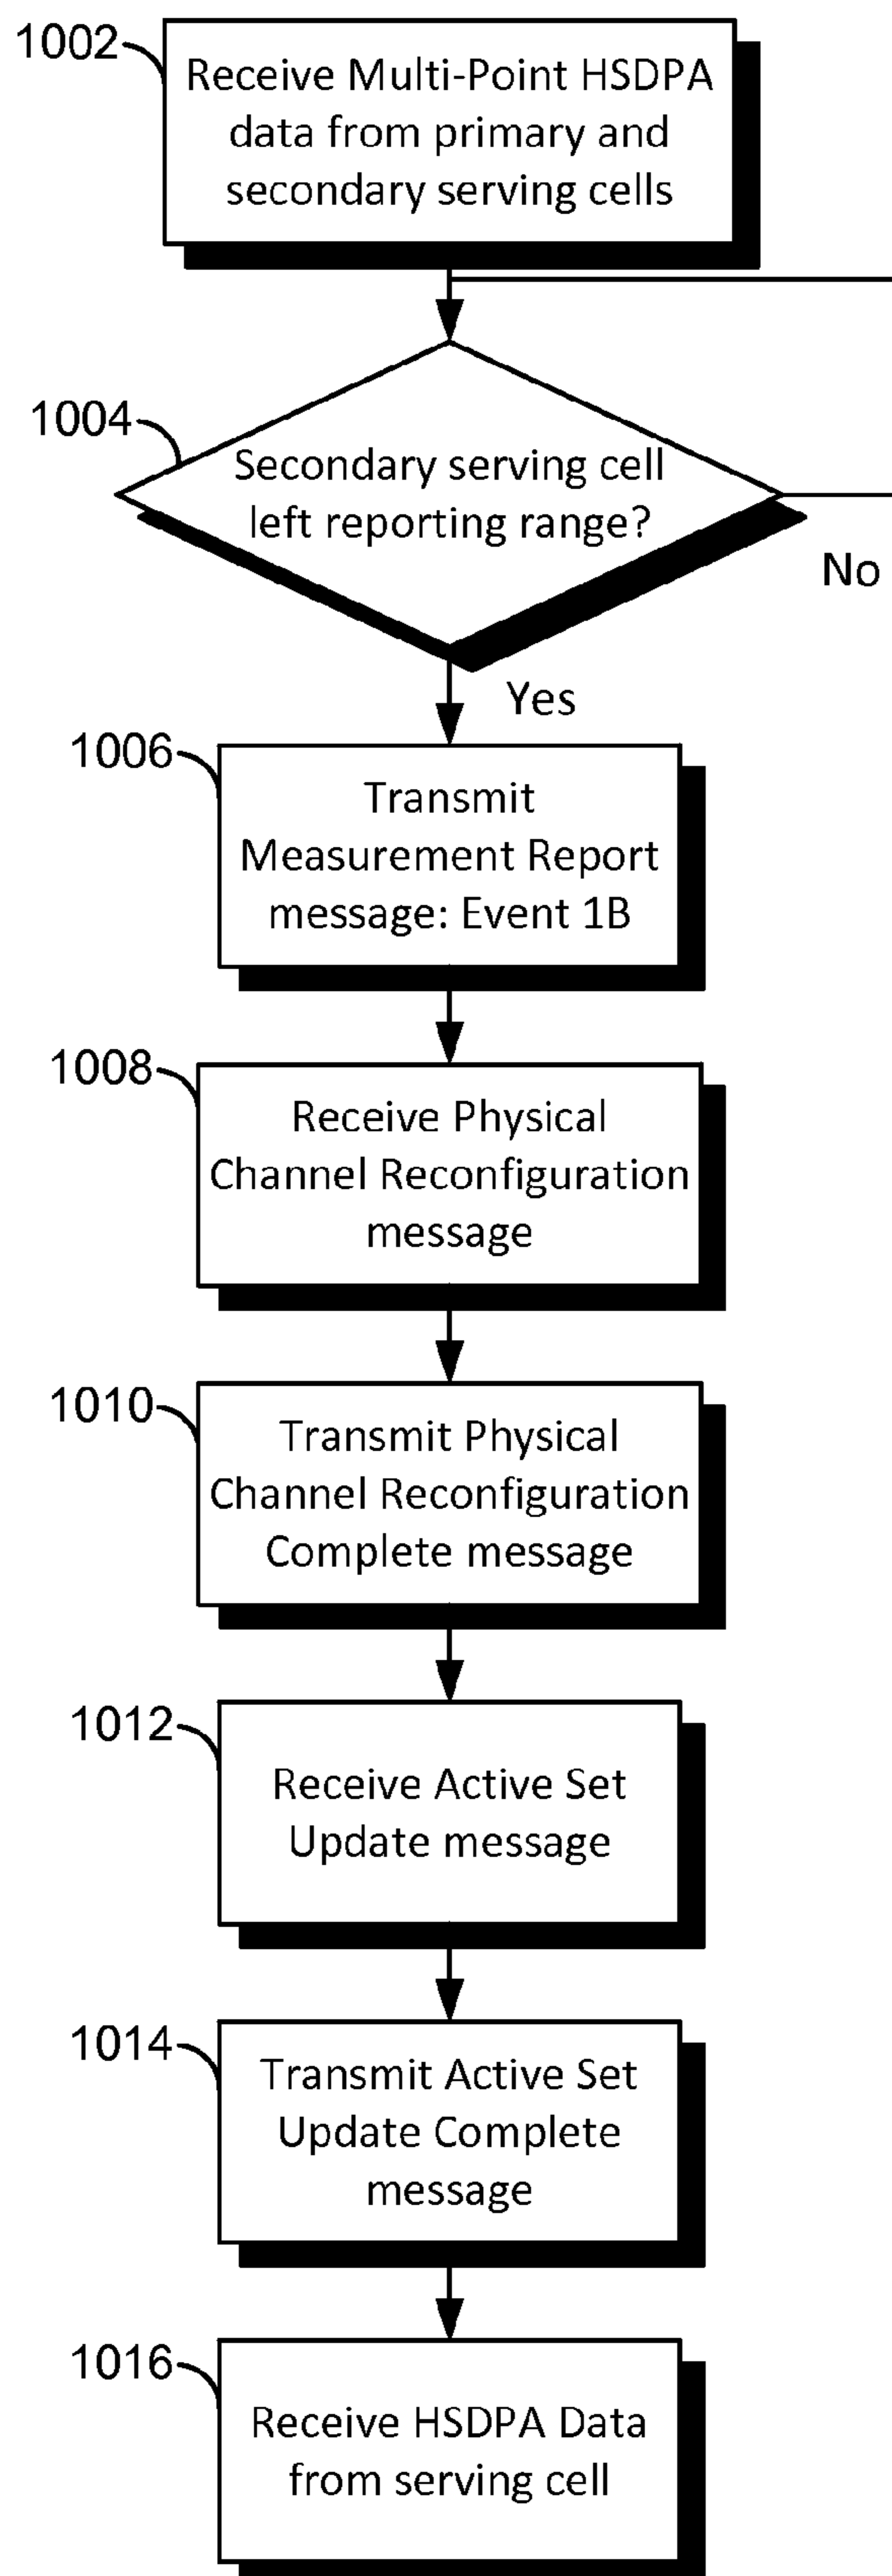 1002
Receive Multi-Point HSDPA
data from primary and
secondary serving cells
1004
Secondary serving cell
left reporting range?
No
Yes
1006
Transmit
Measurement Report
message: Event 1B
1008
Receive Physical
Channel Reconfiguration
message
1010
Transmit Physical
Channel Reconfiguration
Complete message
1012
Receive Active Set
Update message
1014
Transmit Active Set
Update Complete
message
1016
Receive HSDPA Data
from serving cell